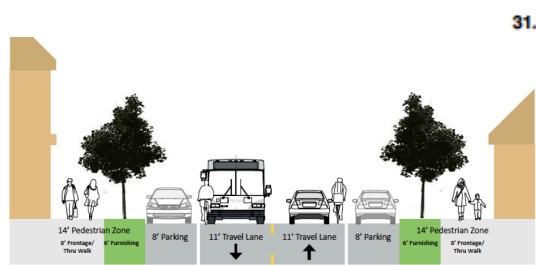 31.
14' Pedestrian Zone
8' Frontage/
Thru Walk
6' Furnishing
8' Parking
11' Travel Lane
11' Travel Lane
8' Parking
14' Pedestrian Zone
6' Furnishing
8' Frontage/
Thru Walk